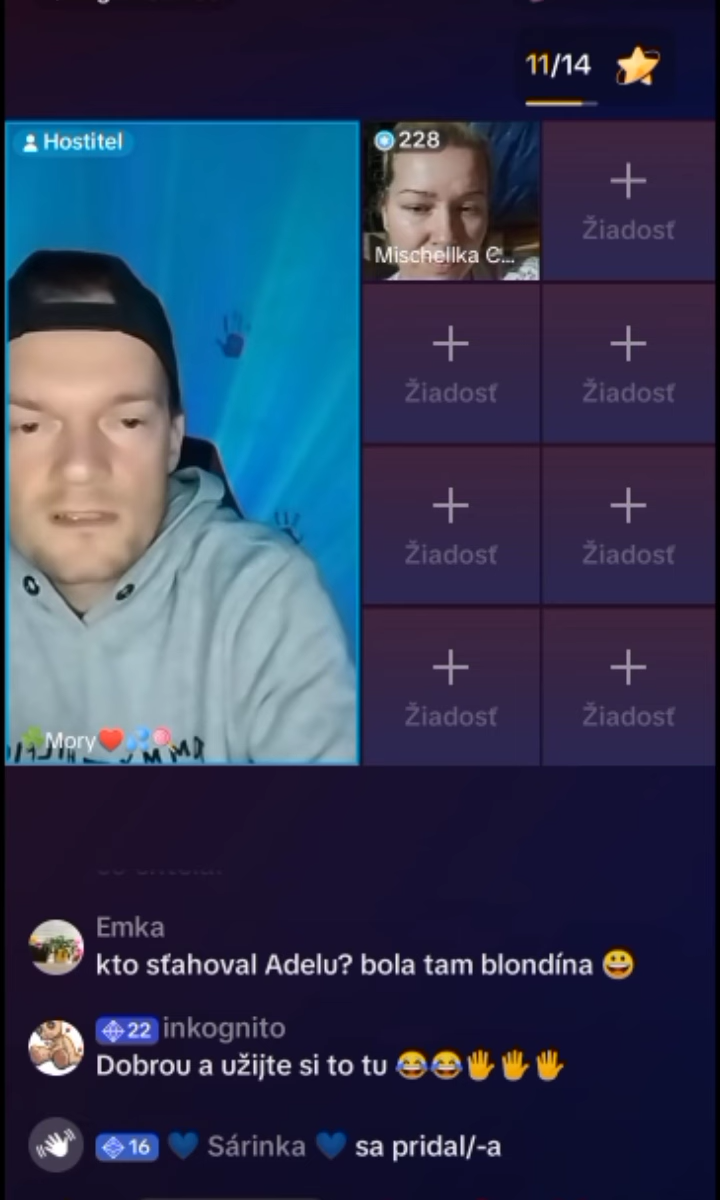 11/14
Hostiteľ
228
Mischellka C...
Žiadosť
Žiadosť
Žiadosť
Žiadosť
Žiadosť
Žiadosť
Žiadosť
Mory
Emka
kto sťahoval Adelu? bola tam blondína 😀
22 inkognito
Dobrou a užijte si to tu 😂😂🖐🖐🖐
16 💙 Sárinka 💙 sa pridal/-a